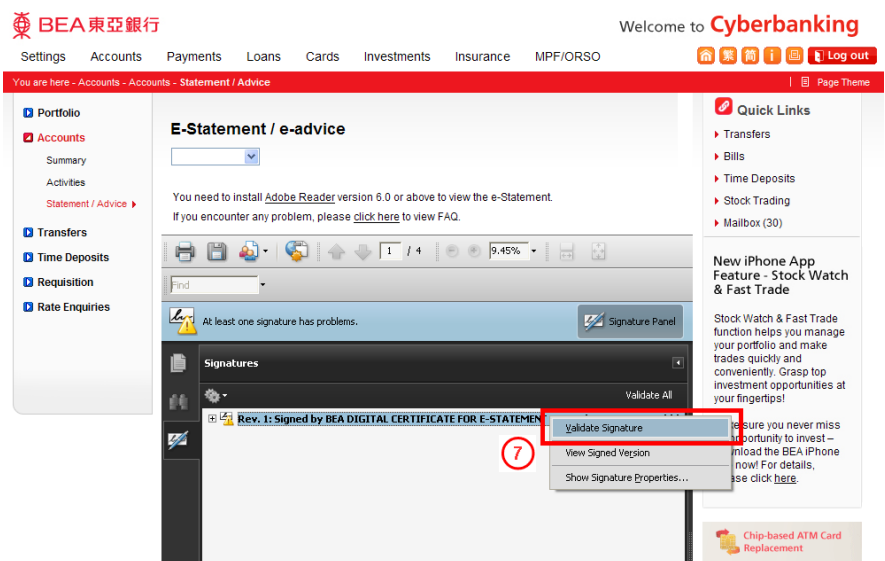 BEA東亞銀行
Welcome to Cyberbanking
Settings Accounts Payments Loans Cards Investments Insurance MPF/ORSO
繁 简 i Log out
You are here - Accounts - Accounts - Statement / Advice
Page Theme
Portfolio
Accounts
Summary
Activities
Statement / Advice
Transfers
Time Deposits
Requisition
Rate Enquiries
E-Statement / e-advice
You need to install Adobe Reader version 6.0 or above to view the e-Statement.
If you encounter any problem, please click here to view FAQ.
1 / 4 9.45%
Find
At least one signature has problems.
Signature Panel
Signatures
Validate All
Rev. 1: Signed by BEA DIGITAL CERTIFICATE FOR E-STATEMENT
Validate Signature
View Signed Version
Show Signature Properties...
7
Quick Links
Transfers
Bills
Time Deposits
Stock Trading
Mailbox (30)
New iPhone App
Feature - Stock Watch
& Fast Trade
Stock Watch & Fast Trade
function helps you manage
your portfolio and make
trades quickly and
conveniently. Grasp top
investment opportunities at
your fingertips!
sure you never miss
opportunity to invest –
nload the BEA iPhone
now! For details,
ase click here.
Chip-based ATM Card
Replacement